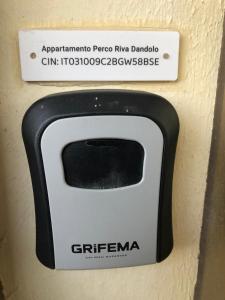 Appartamento Perco Riva Dandolo
CIN: IT031009C2BGW58BSE
GRiFEMA